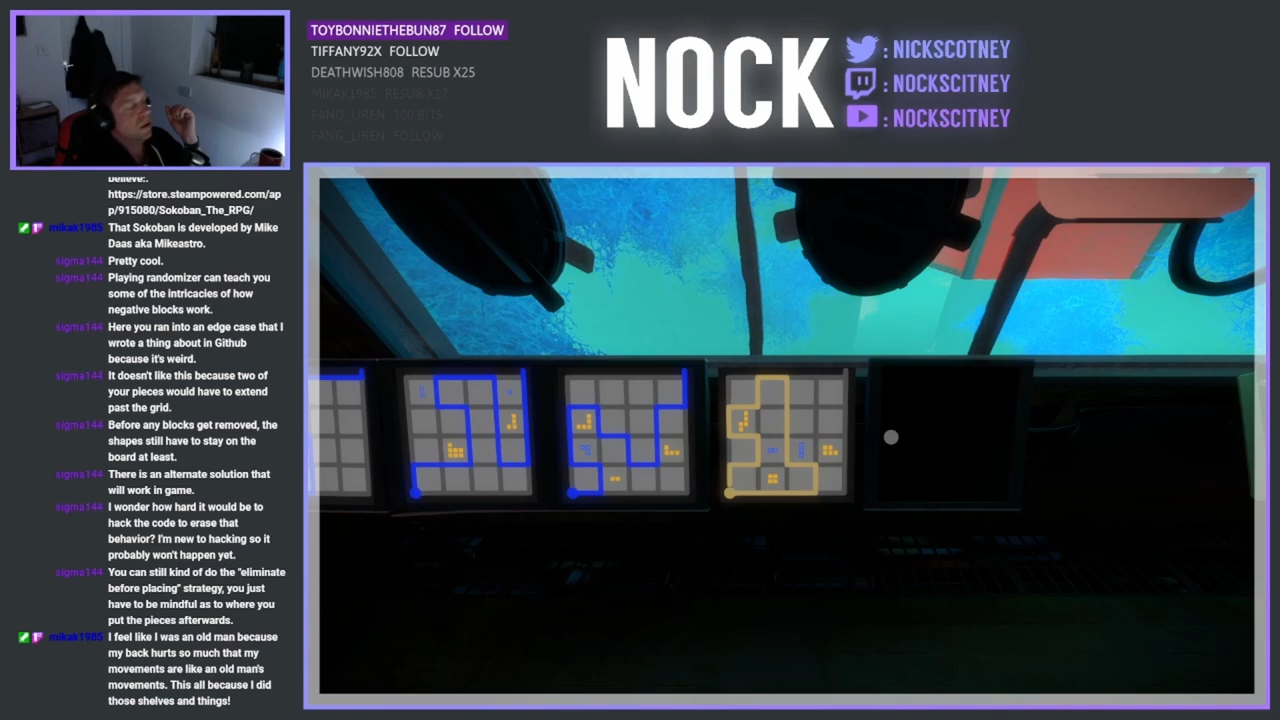 TOYBONNIETHEBUN87 FOLLOW
TIFFANY92X FOLLOW
DEATHWISH808 RESUB X25
MIKAK1985 RESUB X17
FANG_LIREN 100 BITS
FANG_LIREN FOLLOW
NOCK
: NICKSCOTNEY
: NOCKSCITNEY
: NOCKSCITNEY
believe:.
https://store.steampowered.com/ap
p/915080/Sokoban_The_RPG/
mikak1985 That Sokoban is developed by Mike
Daas aka Mikeastro.
sigma144 Pretty cool.
sigma144 Playing randomizer can teach you
some of the intricacies of how
negative blocks work.
sigma144 Here you ran into an edge case that I
wrote a thing about in Github
because it's weird.
sigma144 It doesn't like this because two of
your pieces would have to extend
past the grid.
sigma144 Before any blocks get removed, the
shapes still have to stay on the
board at least.
sigma144 There is an alternate solution that
will work in game.
sigma144 I wonder how hard it would be to
hack the code to erase that
behavior? I'm new to hacking so it
probably won't happen yet.
sigma144 You can still kind of do the "eliminate
before placing" strategy, you just
have to be mindful as to where you
put the pieces afterwards.
mikak1985 I feel like I was an old man because
my back hurts so much that my
movements are like an old man's
movements. This all because I did
those shelves and things!